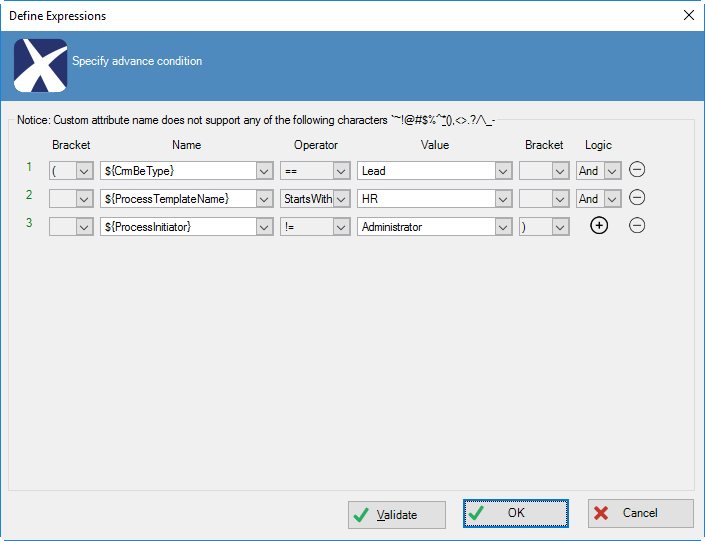 Define Expressions
Specify advance condition
Notice: Custom attribute name does not support any of the following characters `~!@#$%^*(),<>.?/\_-
Bracket Name Operator Value Bracket Logic
1 ( ${CrmBeType} == Lead And
2 ${ProcessTemplateName} StartsWith HR And
3 ${ProcessInitiator} != Administrator )
Validate OK Cancel